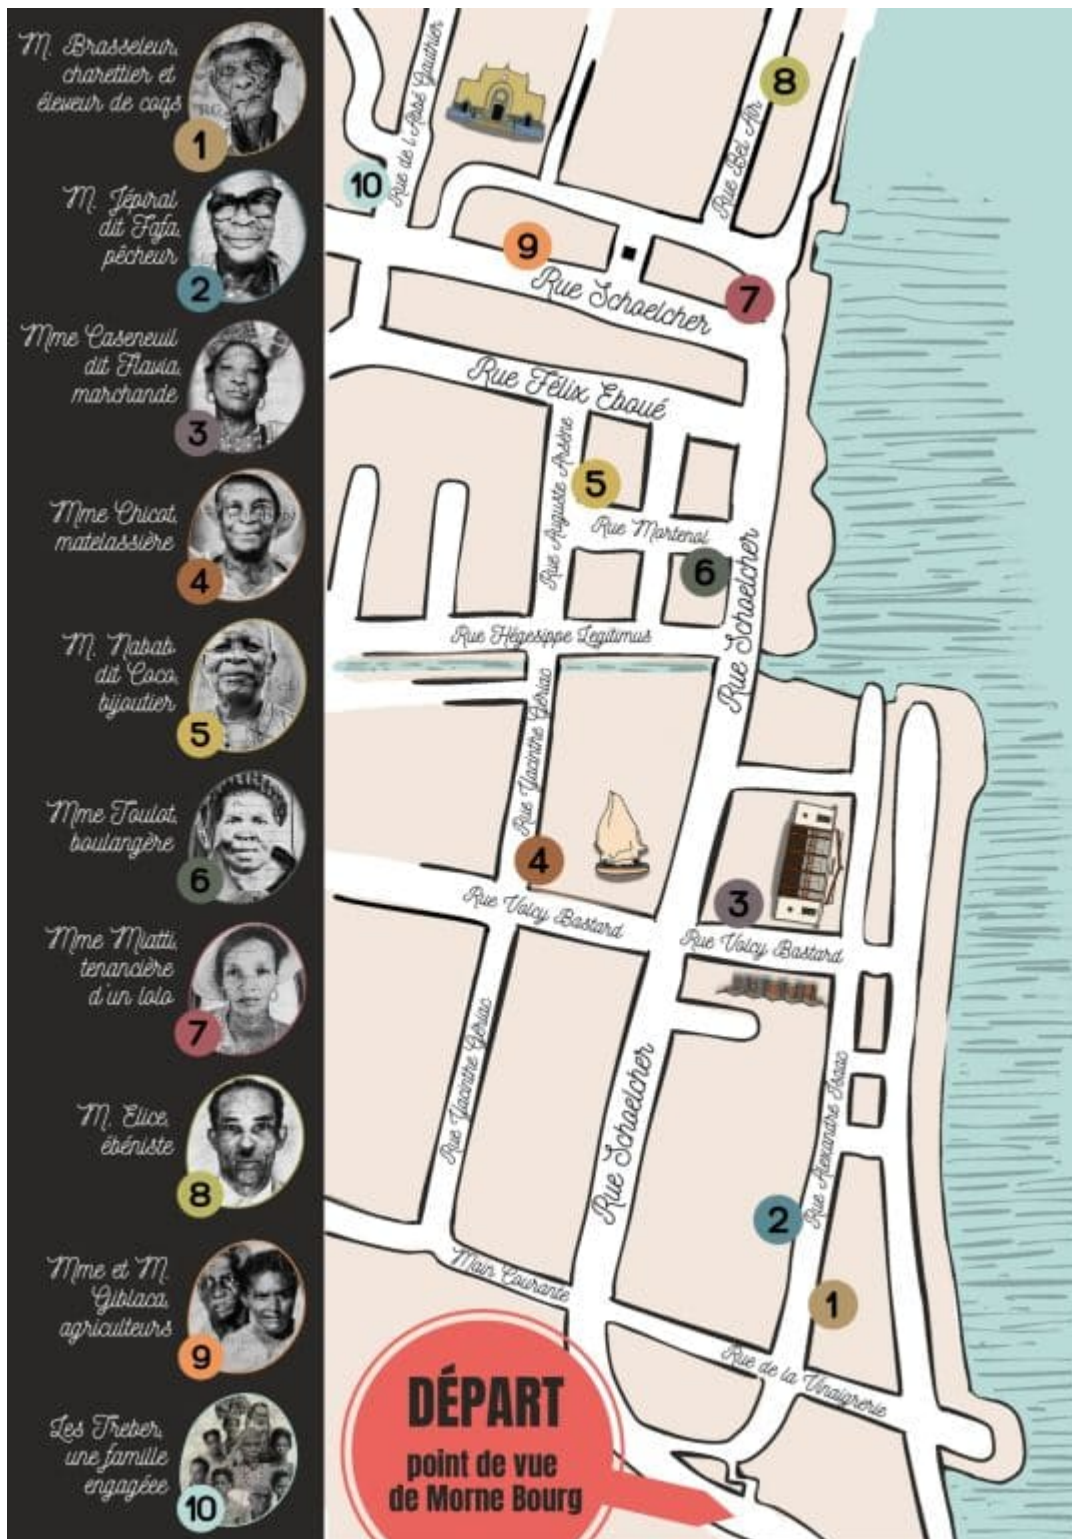 M. Brasseleur,
charettier et
éleveur de coqs
1
M. Jépiral
dit Fafa,
pêcheur
2
Mme Caseneuil
dit Flavia,
marchande
3
Mme Chicot,
matelassière
4
M. Nabab
dit Coco,
bijoutier
5
Mme Toulot,
boulangère
6
Mme Miatti,
tenancière
d'un lolo
7
M. Elice,
ébéniste
8
Mme et M.
Giblaca,
agriculteurs
9
Les Treber,
une famille
engagéee
10
Rue de l'Abbé Gauthier
8
Rue Bel Air
10
9
Rue Schoelcher
7
Rue Félix Eboué
Rue Auguste Arsène
5
Rue Mortenol
6
Rue Schoelcher
Rue Hégesippe Legitimus
Rue Yacinthe Gériac
4
3
Rue Volcy Bastard
Rue Volcy Bastard
Rue Yacinthe Gériac
Rue Schoelcher
Rue Alexandre Isaac
2
1
Main Courante
Rue de la Vinaigrerie
DÉPART
point de vue
de Morne Bourg